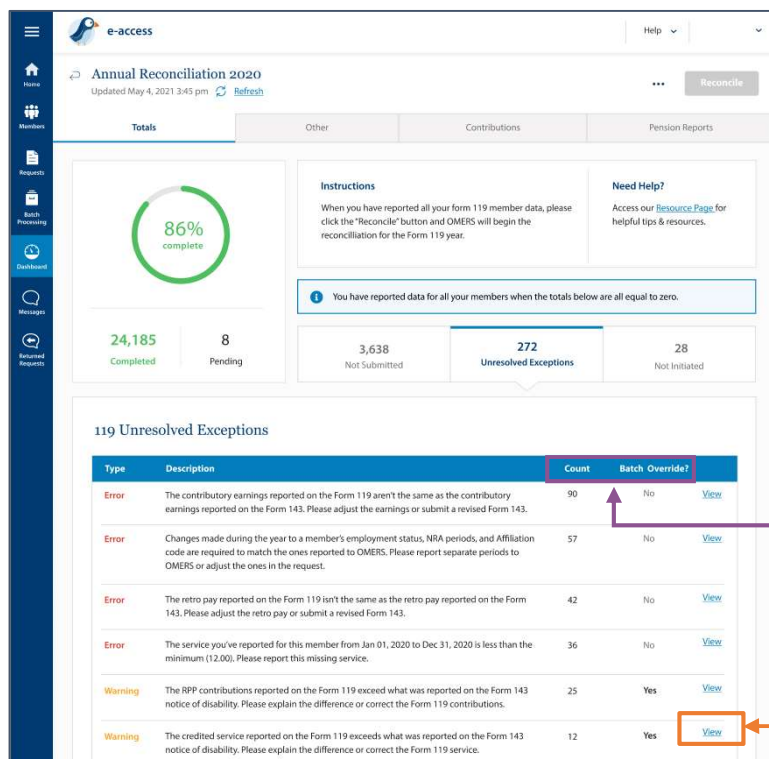 e-access
Help
Home
Members
Requests
Batch
Processing
Dashboard
Messages
Returned
Requests
Annual Reconciliation 2020
Updated May 4, 2021 3:45 pm Refresh
... Reconcile
Totals Other Contributions Pension Reports
86%
complete
24,185 8
Completed Pending
Instructions
When you have reported all your form 119 member data, please
click the "Reconcile" button and OMERS will begin the
reconcilliation for the Form 119 year.
Need Help?
Access our Resource Page for
helpful tips & resources.
You have reported data for all your members when the totals below are all equal to zero.
3,638 272 28
Not Submitted Unresolved Exceptions Not Initiated
119 Unresolved Exceptions
Type Description Count Batch Override?
Error The contributory earnings reported on the Form 119 aren't the same as the contributory 90 No View
earnings reported on the Form 143. Please adjust the earnings or submit a revised Form 143.
Error Changes made during the year to a member's employment status, NRA periods, and Affiliation 57 No View
code are required to match the ones reported to OMERS. Please report separate periods to
OMERS or adjust the ones in the request.
Error The retro pay reported on the Form 119 isn't the same as the retro pay reported on the Form 42 No View
143. Please adjust the retro pay or submit a revised Form 143.
Error The service you've reported for this member from Jan 01, 2020 to Dec 31, 2020 is less than the 36 No View
minimum (12.00). Please report this missing service.
Warning The RPP contributions reported on the Form 119 exceed what was reported on the Form 143 25 Yes View
notice of disability. Please explain the difference or correct the Form 119 contributions.
Warning The credited service reported on the Form 119 exceeds what was reported on the Form 143 12 Yes View
notice of disability. Please explain the difference or correct the Form 119 service.